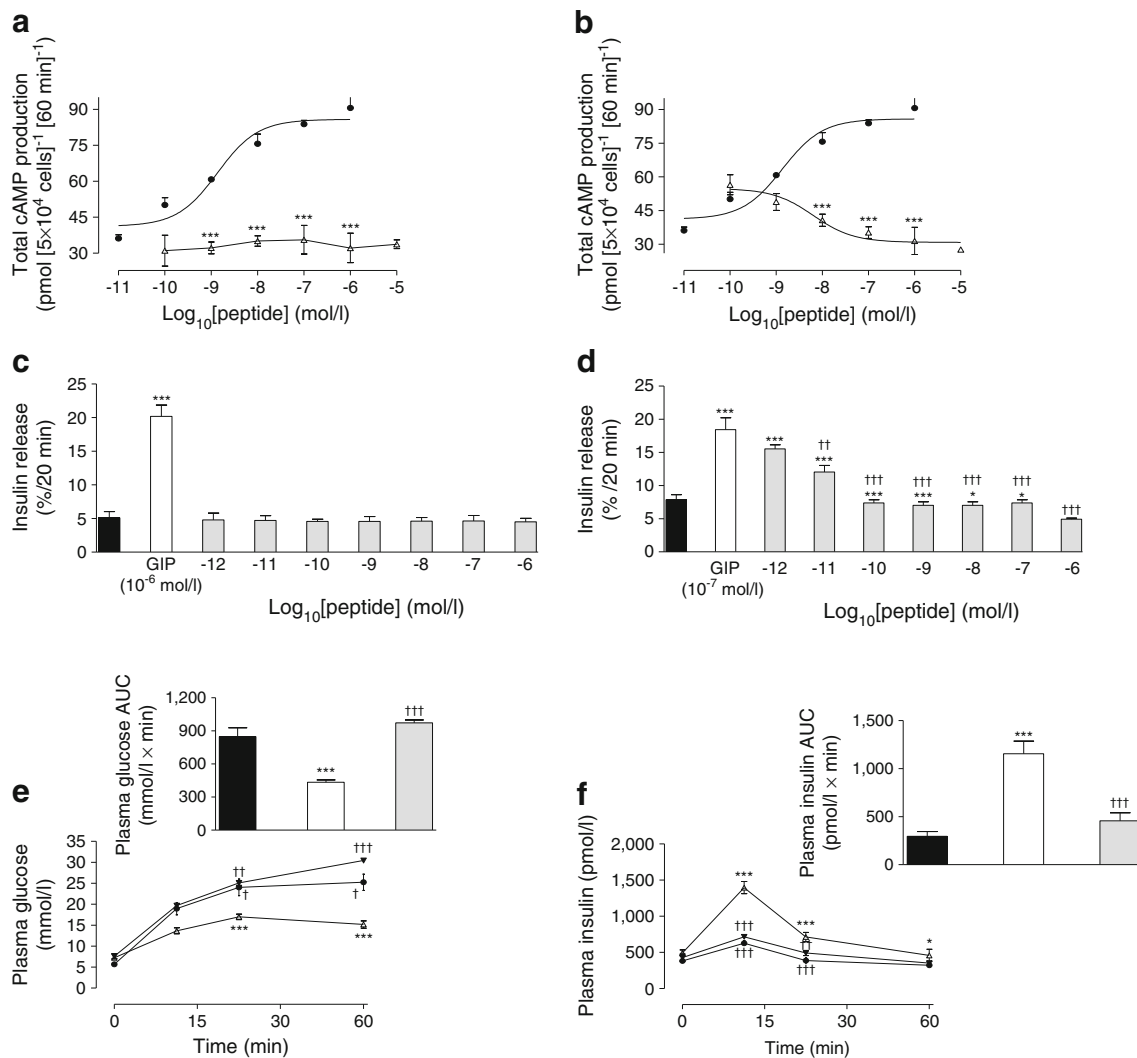 a
Total cAMP production
(pmol [5×10⁴ cells]⁻¹ [60 min]⁻¹
90
75
60
45
30
*** *** *** ***
-11 -10 -9 -8 -7 -6 -5
Log₁₀[peptide] (mol/l)
b
Total cAMP production
(pmol [5×10⁴ cells]⁻¹ [60 min]⁻¹
90
75
60
45
30
*** *** ***
-11 -10 -9 -8 -7 -6 -5
Log₁₀[peptide] (mol/l)
c
Insulin release
(%/20 min)
25
20
15
10
5
0
***
GIP -12 -11 -10 -9 -8 -7 -6
(10⁻⁶ mol/l)
Log₁₀[peptide] (mol/l)
d
Insulin release
(% /20 min)
25
20
15
10
5
0
*** *** †† ††† ††† ††† ††† †††
*** *** *** * *
GIP -12 -11 -10 -9 -8 -7 -6
(10⁻⁷ mol/l)
Log₁₀[peptide] (mol/l)
e
Plasma glucose AUC
(mmol/l × min)
1,200
900
600
300
0
***
†††
Plasma glucose
(mmol/l)
35
30
25
20
15
10
5
0
†† †††
† †
*** ***
0 15 30 45 60
Time (min)
f
Plasma insulin AUC
(pmol/l × min)
1,500
1,000
500
0
***
†††
Plasma insulin (pmol/l)
2,000
1,500
1,000
500
0
*** *** *
†††
††† †††
0 15 30 45 60
Time (min)